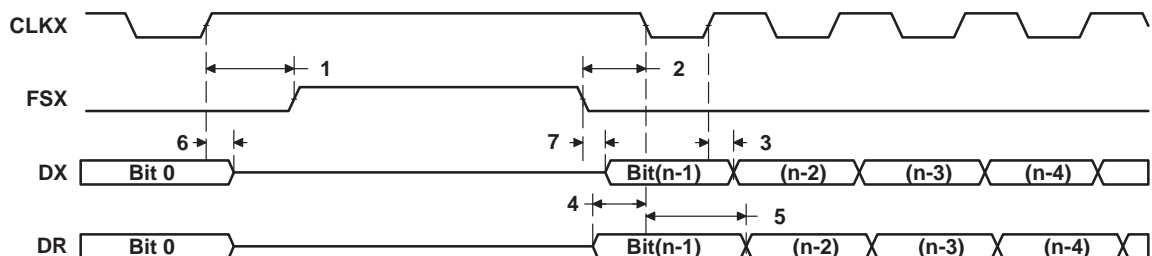 CLKX
1 2
FSX
6 7 3
DX Bit 0 Bit(n-1) (n-2) (n-3) (n-4)
4 5
DR Bit 0 Bit(n-1) (n-2) (n-3) (n-4)